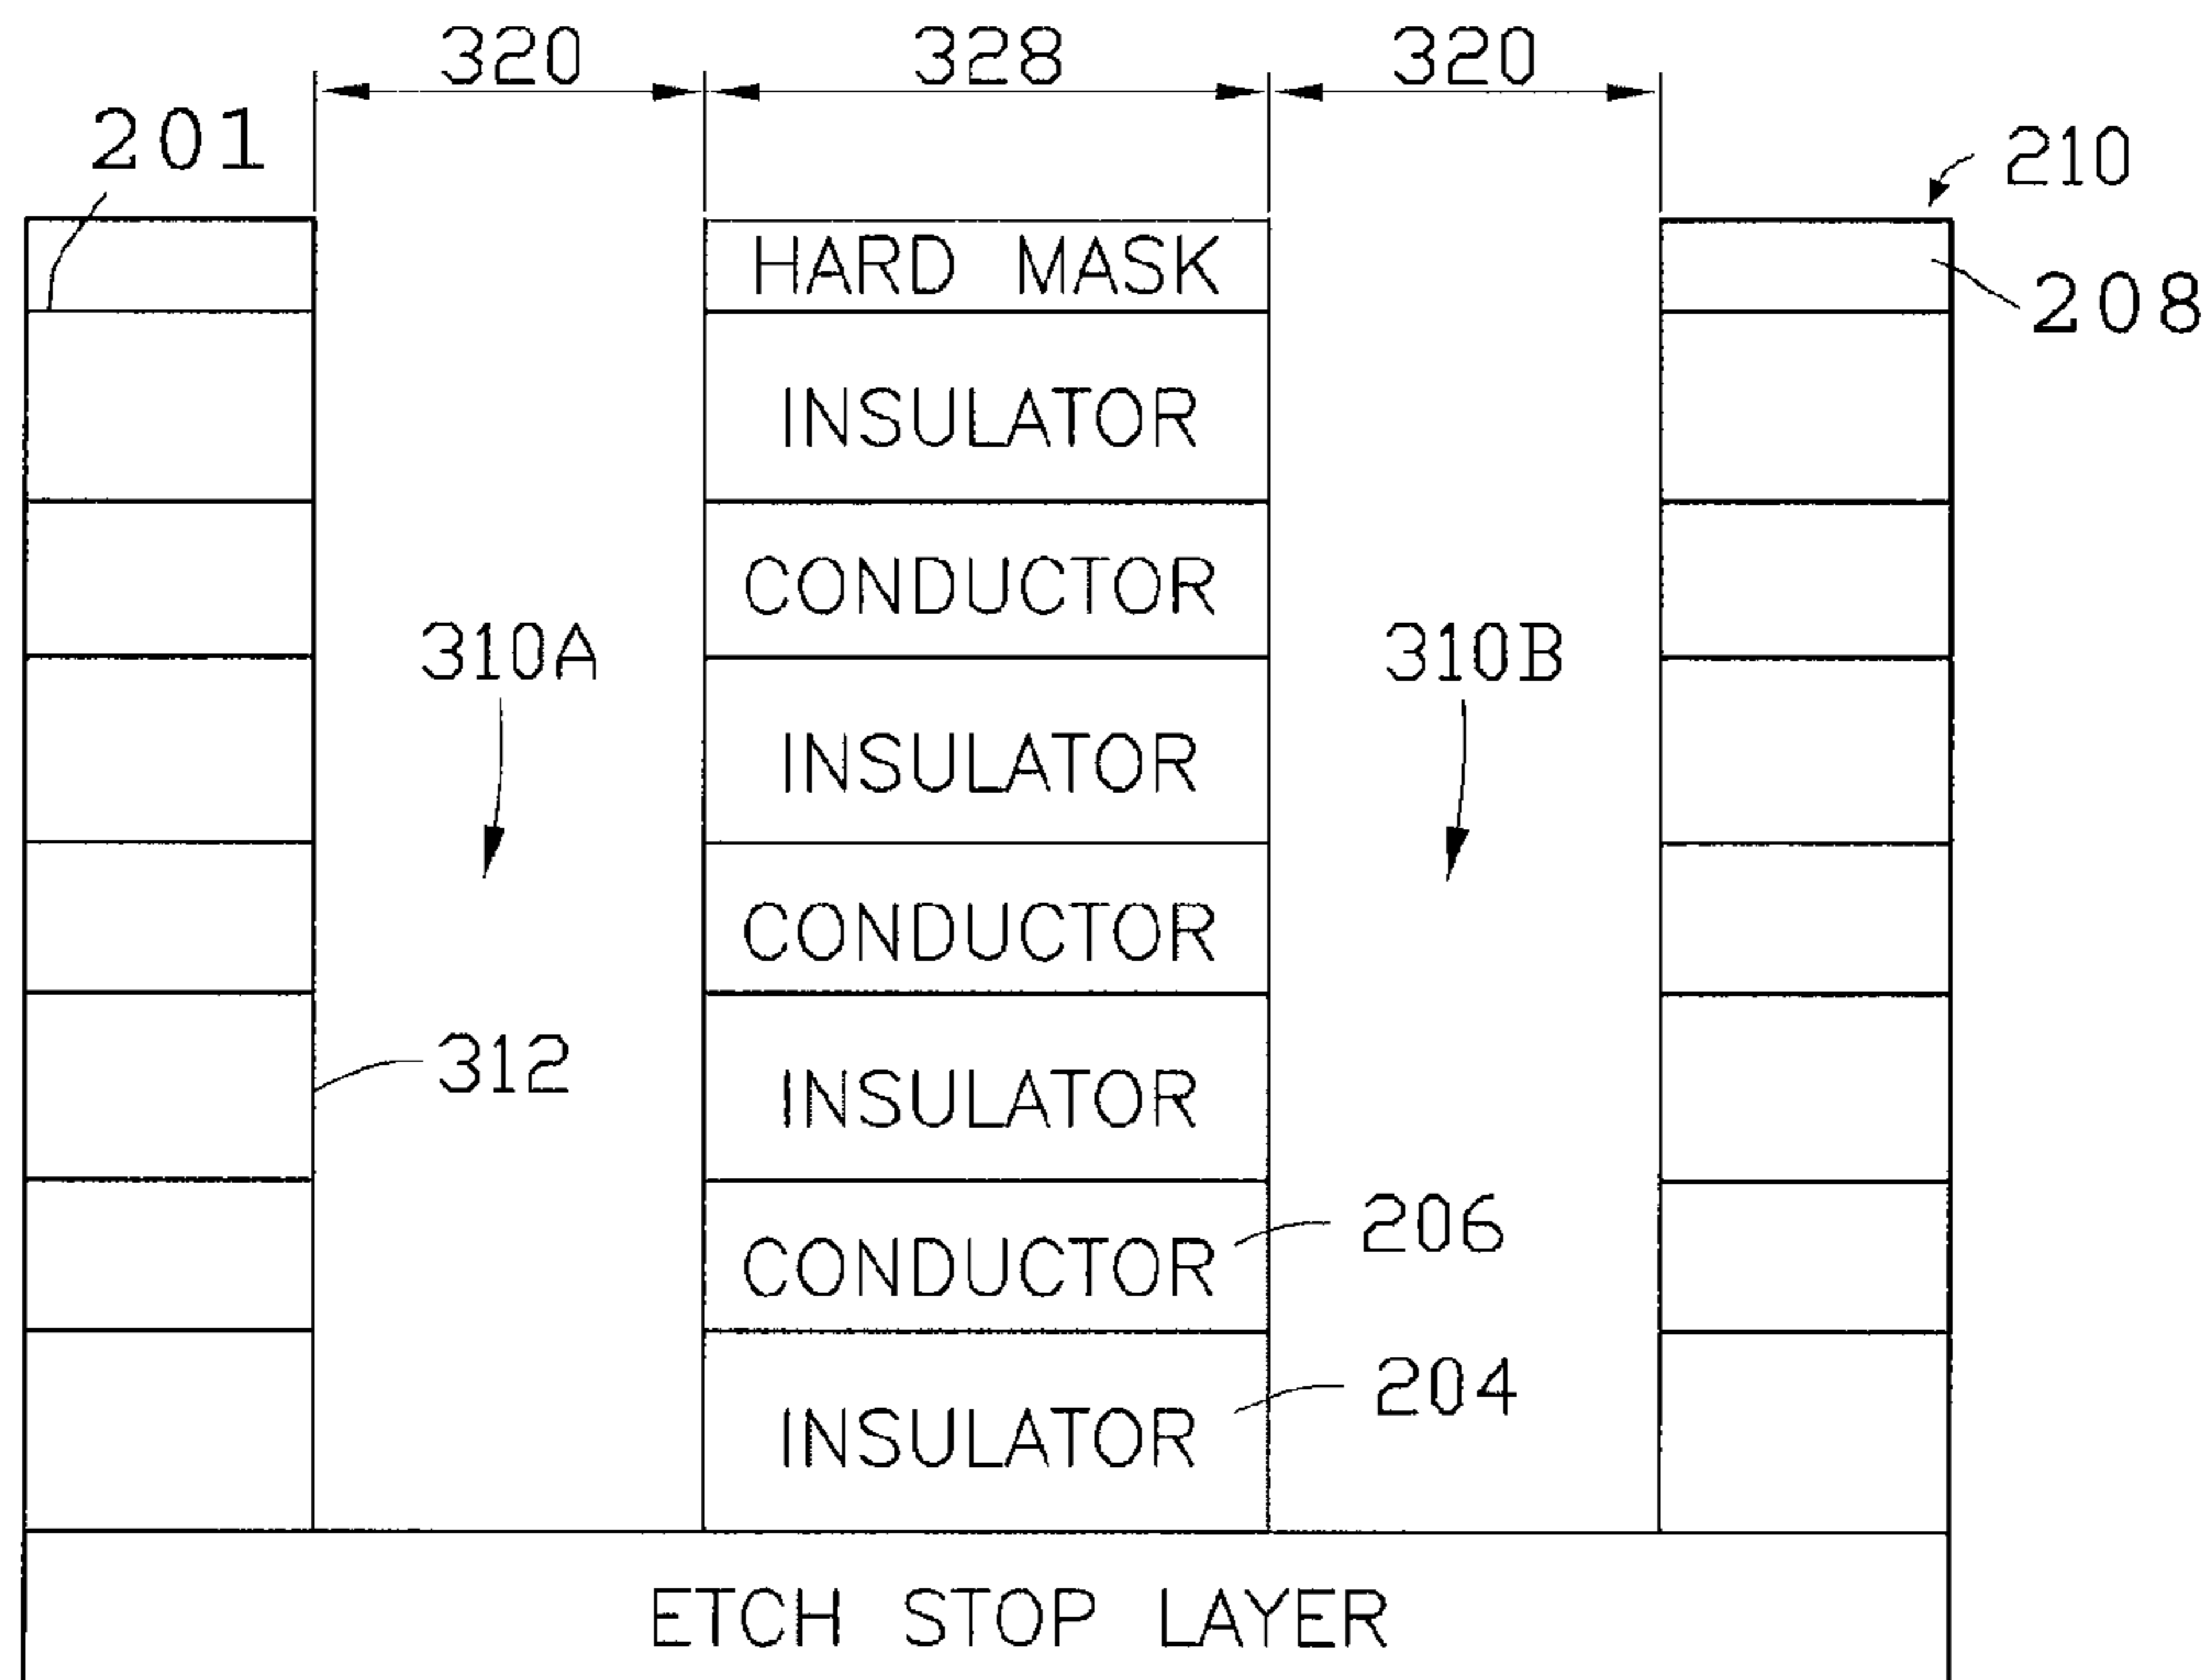 320 328 320
201
210
HARD MASK
208
INSULATOR
CONDUCTOR
310A
310B
INSULATOR
CONDUCTOR
312
INSULATOR
206
CONDUCTOR
204
INSULATOR
ETCH STOP LAYER